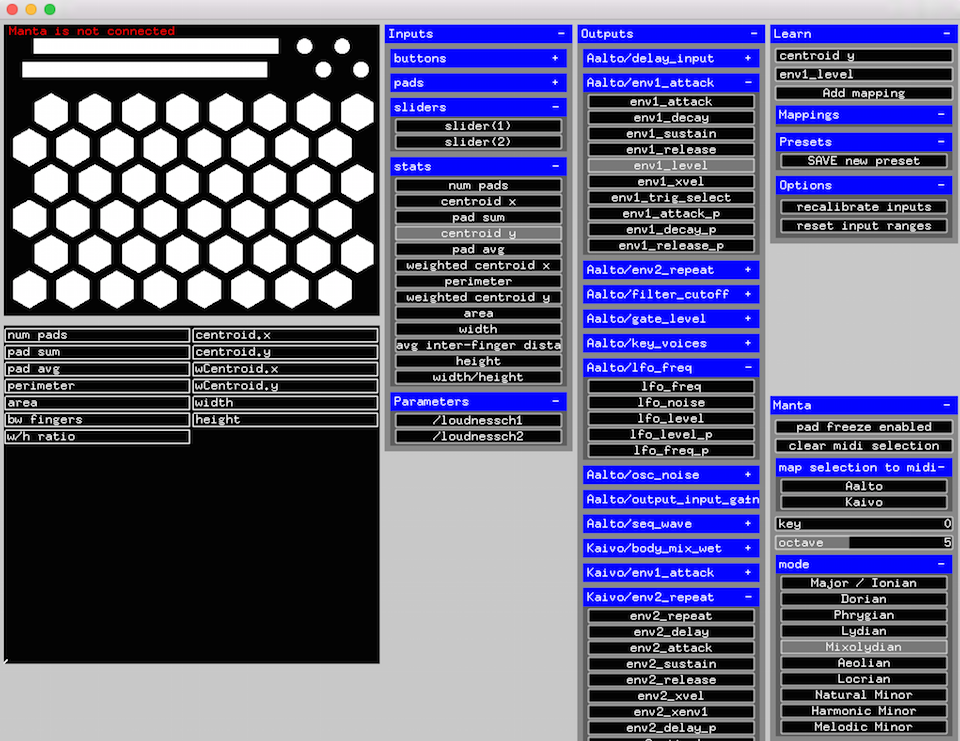 Manta is not connected
num pads
centroid.x
pad sum
centroid.y
pad avg
wCentroid.x
perimeter
wCentroid.y
area
width
bw fingers
height
w/h ratio
Inputs −
buttons +
pads +
sliders −
slider(1)
slider(2)
stats −
num pads
centroid x
pad sum
centroid y
pad avg
weighted centroid x
perimeter
weighted centroid y
area
width
avg inter-finger dista
height
width/height
Parameters −
/loudnessch1
/loudnessch2
Outputs −
Aalto/delay_input +
Aalto/env1_attack −
env1_attack
env1_decay
env1_sustain
env1_release
env1_level
env1_xvel
env1_trig_select
env1_attack_p
env1_decay_p
env1_release_p
Aalto/env2_repeat +
Aalto/filter_cutoff +
Aalto/gate_level +
Aalto/key_voices +
Aalto/lfo_freq −
lfo_freq
lfo_noise
lfo_level
lfo_level_p
lfo_freq_p
Aalto/osc_noise +
Aalto/output_input_gain
Aalto/seq_wave +
Kaivo/body_mix_wet +
Kaivo/env1_attack +
Kaivo/env2_repeat −
env2_repeat
env2_delay
env2_attack
env2_sustain
env2_release
env2_xvel
env2_xenv1
env2_delay_p
Learn −
centroid y
env1_level
Add mapping
Mappings −
Presets −
SAVE new preset
Options −
recalibrate inputs
reset input ranges
Manta −
pad freeze enabled
clear midi selection
map selection to midi−
Aalto
Kaivo
key 0
octave 5
mode −
Major / Ionian
Dorian
Phrygian
Lydian
Mixolydian
Aeolian
Locrian
Natural Minor
Harmonic Minor
Melodic Minor